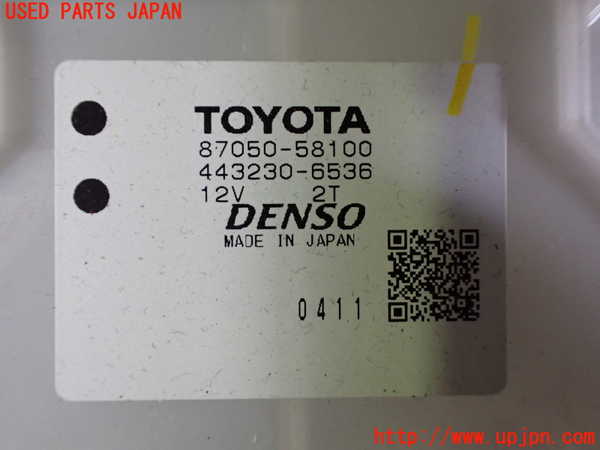 USED PARTS JAPAN
TOYOTA
87050-58100
443230-6536
12V 2T
DENSO
MADE IN JAPAN
0411
http://www.upjpn.com/